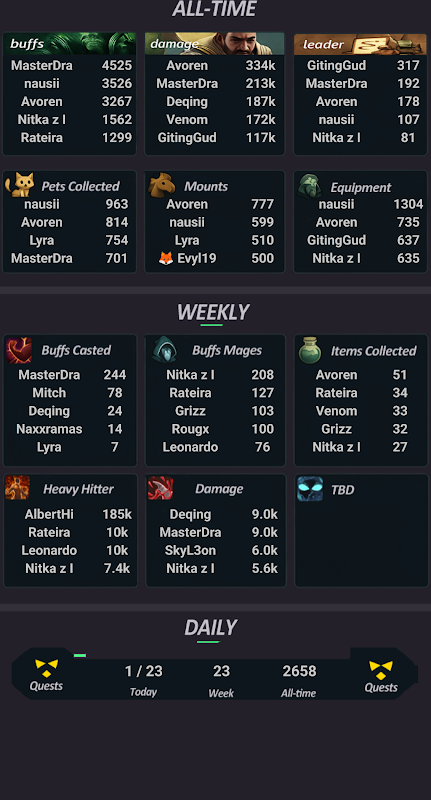 ALL-TIME
buffs
MasterDra 4525
nausii 3526
Avoren 3267
Nitka z l 1562
Rateira 1299
damage
Avoren 334k
MasterDra 213k
Deqing 187k
Venom 172k
GitingGud 117k
leader
GitingGud 317
MasterDra 192
Avoren 178
nausii 107
Nitka z l 81
Pets Collected
nausii 963
Avoren 814
Lyra 754
MasterDra 701
Mounts
Avoren 777
nausii 599
Lyra 510
🦊 Evyl19 500
Equipment
nausii 1304
Avoren 735
GitingGud 637
Nitka z l 635
WEEKLY
Buffs Casted
MasterDra 244
Mitch 78
Deqing 24
Naxxramas 14
Lyra 7
Buffs Mages
Nitka z l 208
Rateira 127
Grizz 103
Rougx 100
Leonardo 76
Items Collected
Avoren 51
Rateira 34
Venom 33
Grizz 32
Nitka z l 27
Heavy Hitter
AlbertHi 185k
Rateira 10k
Leonardo 10k
Nitka z l 7.4k
Damage
Deqing 9.0k
MasterDra 9.0k
SkyL3on 6.0k
Nitka z l 5.6k
TBD
DAILY
Quests
1 / 23
Today
23
Week
2658
All-time
Quests